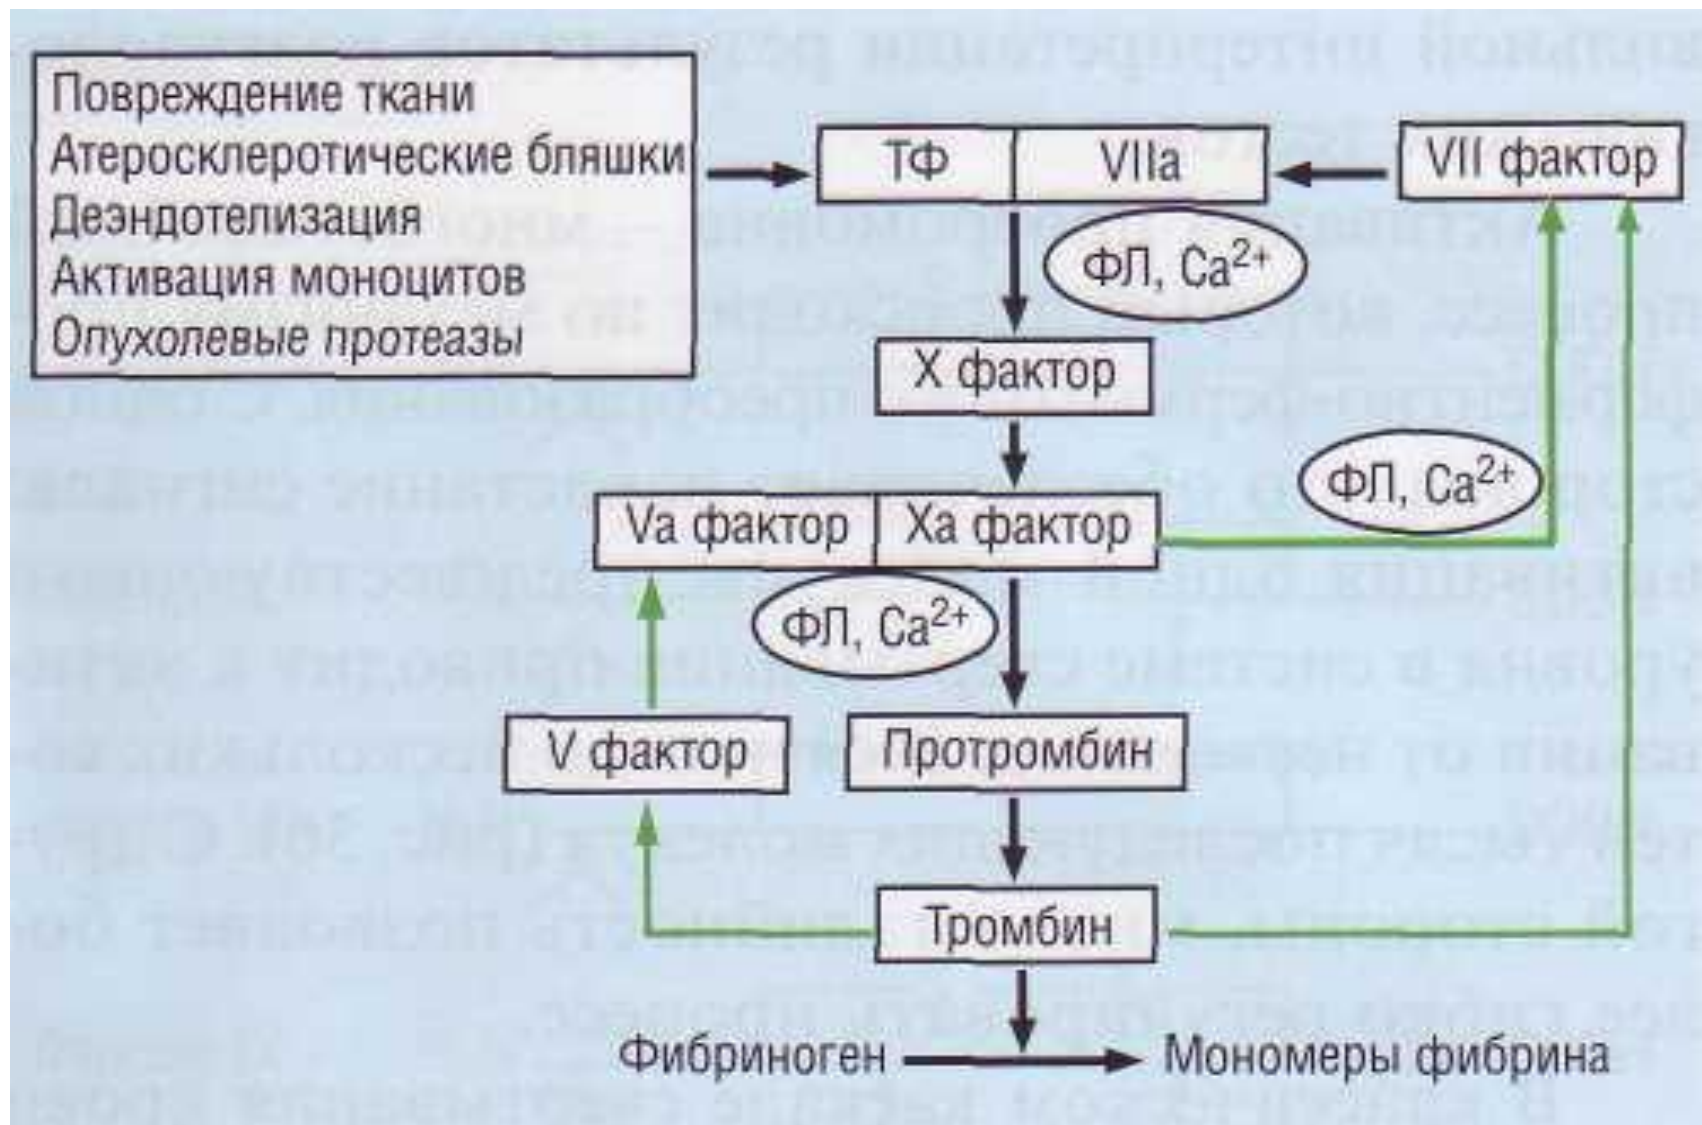 Повреждение ткани
Атеросклеротические бляшки
Деэндотелизация
Активация моноцитов
Опухолевые протеазы
ТФ
VIIa
VII фактор
ФЛ, Ca²⁺
X фактор
ФЛ, Ca²⁺
Va фактор
Xa фактор
ФЛ, Ca²⁺
V фактор
Протромбин
Тромбин
Фибриноген
Мономеры фибрина